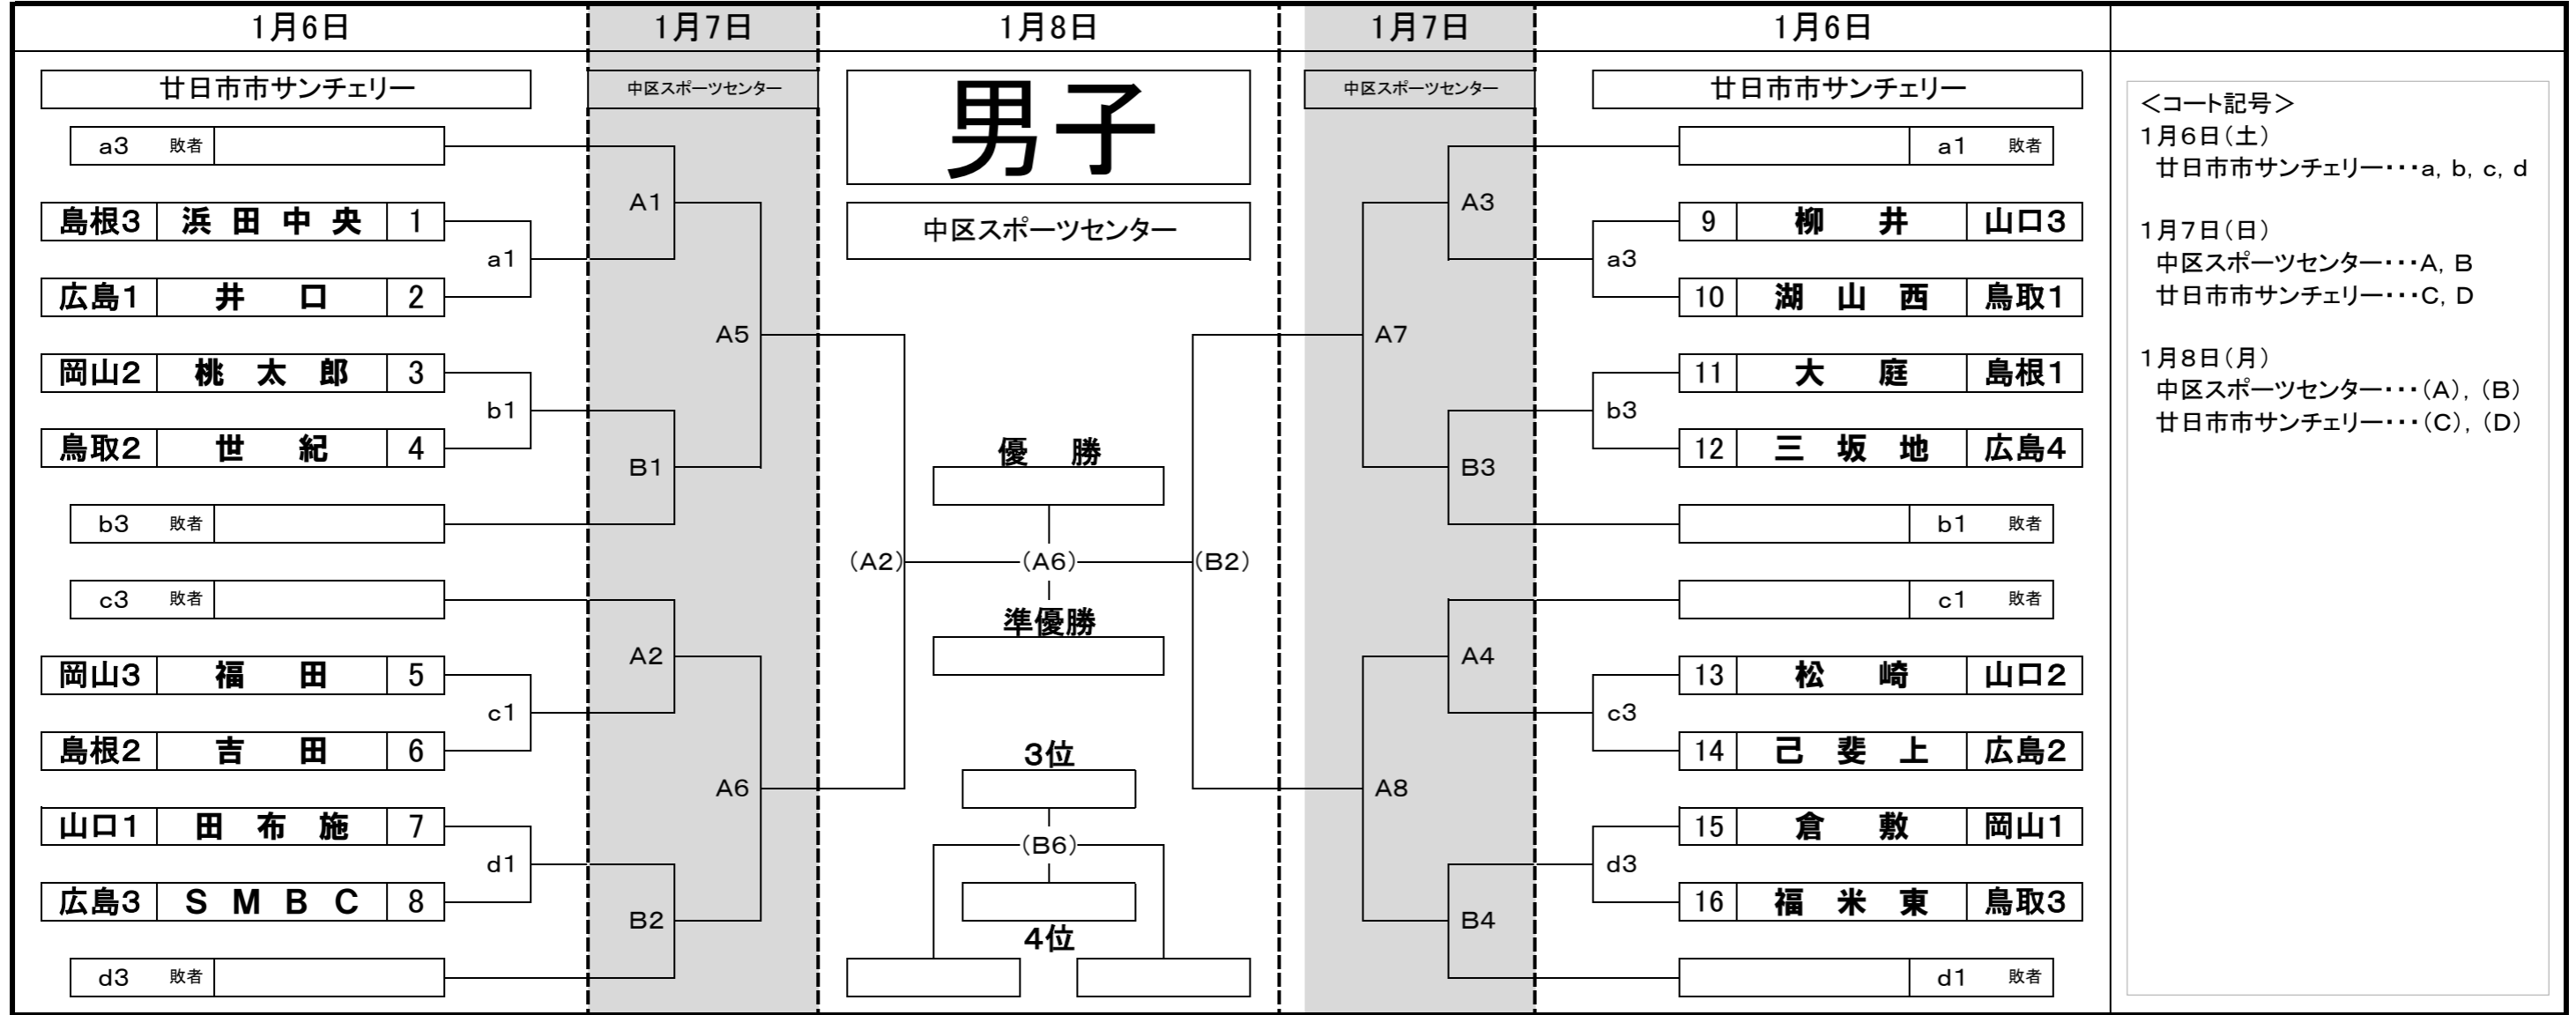 1月6日 1月7日 1月8日 1月7日 1月6日
廿日市市サンチェリー 中区スポーツセンター 男子 中区スポーツセンター 廿日市市サンチェリー
中区スポーツセンター
a3 敗者
島根3 浜田中央 1
a1
広島1 井口 2
岡山2 桃太郎 3
b1
鳥取2 世紀 4
b3 敗者
c3 敗者
岡山3 福田 5
c1
島根2 吉田 6
山口1 田布施 7
d1
広島3 SMBC 8
d3 敗者
A1
B1
A2
B2
A5
A6
(A2)
優勝
(A6)
準優勝
3位
(B6)
4位
(B2)
A7
A8
A3
B3
A4
B4
a1 敗者
9 柳井 山口3
a3
10 湖山西 鳥取1
11 大庭 島根1
b3
12 三坂地 広島4
b1 敗者
c1 敗者
13 松崎 山口2
c3
14 己斐上 広島2
15 倉敷 岡山1
d3
16 福米東 鳥取3
d1 敗者
＜コート記号＞
1月6日（土）
廿日市市サンチェリー・・・a, b, c, d
1月7日（日）
中区スポーツセンター・・・A, B
廿日市市サンチェリー・・・C, D
1月8日（月）
中区スポーツセンター・・・(A), (B)
廿日市市サンチェリー・・・(C), (D)